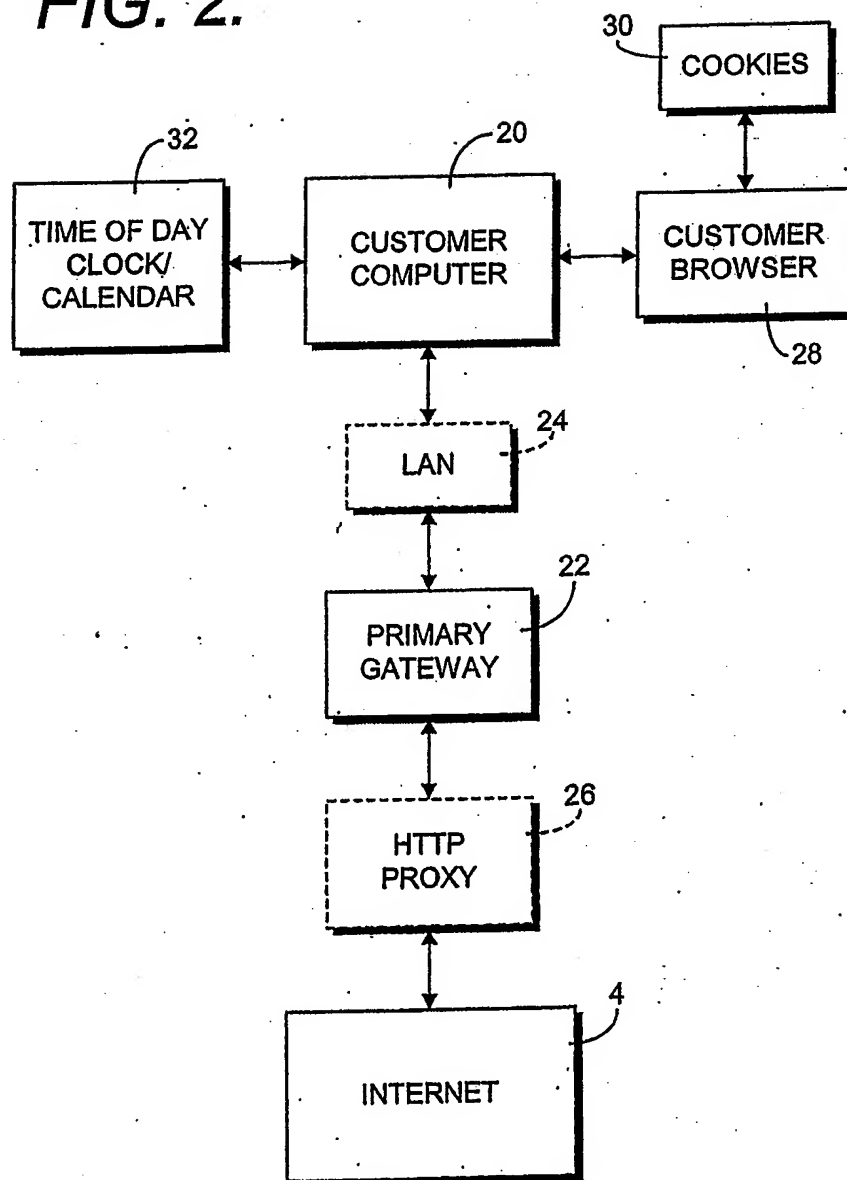 FIG. 2.
30
COOKIES
32
20
TIME OF DAY
CLOCK/
CALENDAR
CUSTOMER
COMPUTER
CUSTOMER
BROWSER
28
24
LAN
22
PRIMARY
GATEWAY
26
HTTP
PROXY
4
INTERNET